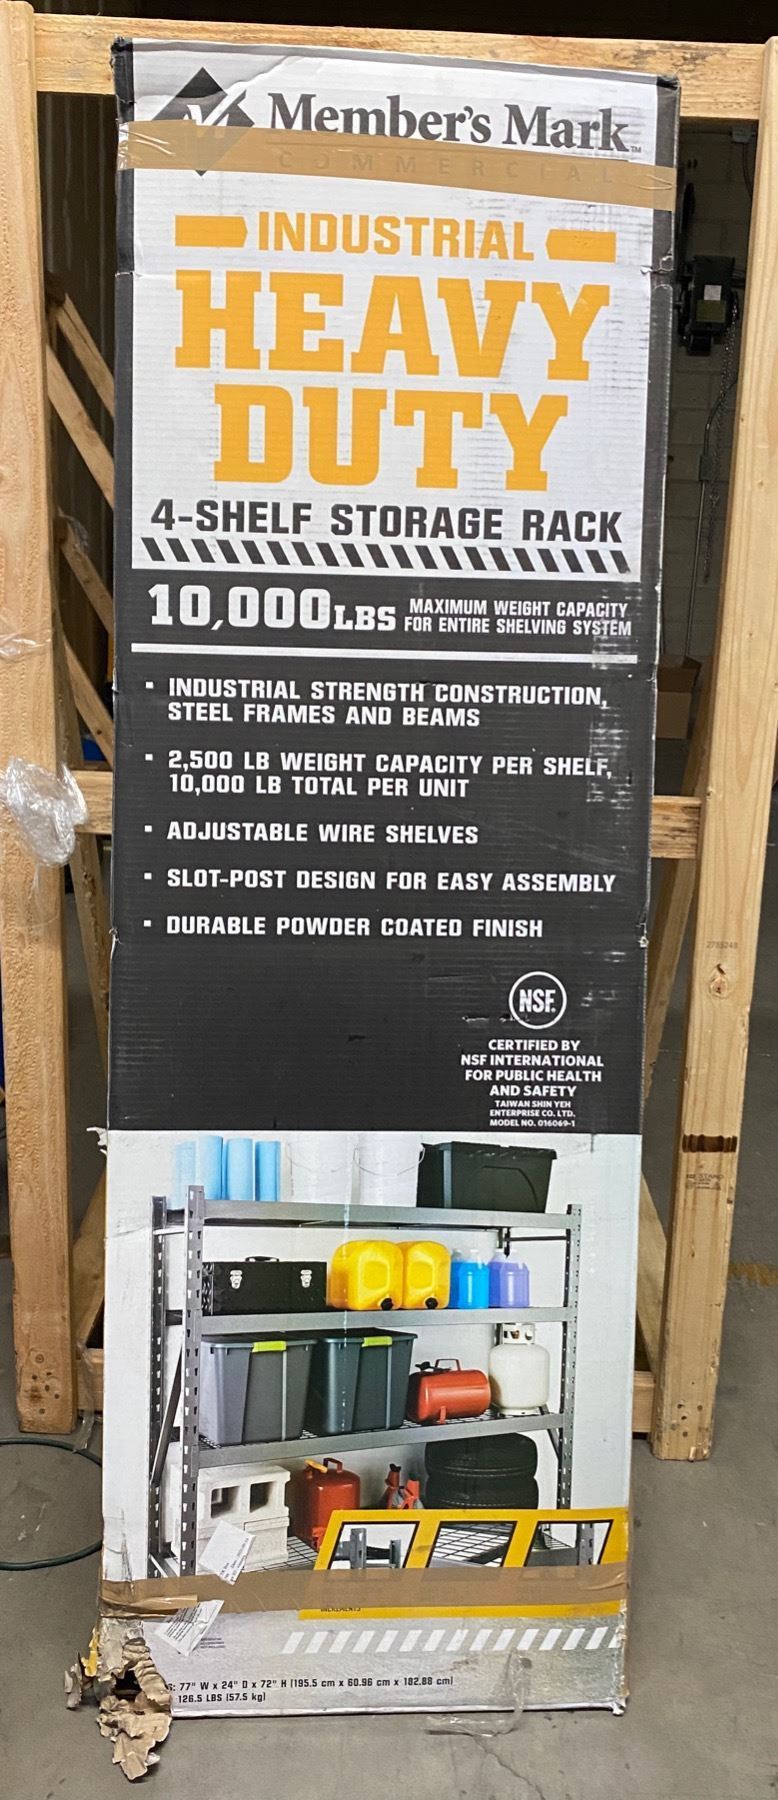 Member's Mark™
COMMERCIAL
INDUSTRIAL
HEAVY
DUTY
4-SHELF STORAGE RACK
10,000LBS MAXIMUM WEIGHT CAPACITY
FOR ENTIRE SHELVING SYSTEM
▪ INDUSTRIAL STRENGTH CONSTRUCTION,
STEEL FRAMES AND BEAMS
▪ 2,500 LB WEIGHT CAPACITY PER SHELF,
10,000 LB TOTAL PER UNIT
▪ ADJUSTABLE WIRE SHELVES
▪ SLOT-POST DESIGN FOR EASY ASSEMBLY
▪ DURABLE POWDER COATED FINISH
NSF®
CERTIFIED BY
NSF INTERNATIONAL
FOR PUBLIC HEALTH
AND SAFETY
TAIWAN SHIN YEH
ENTERPRISE CO. LTD.
MODEL NO. 016069-1
INCREMENTS
: 77" W x 24" D x 72" H (195.5 cm x 60.96 cm x 182.88 cm)
126.5 LBS (57.5 kg)